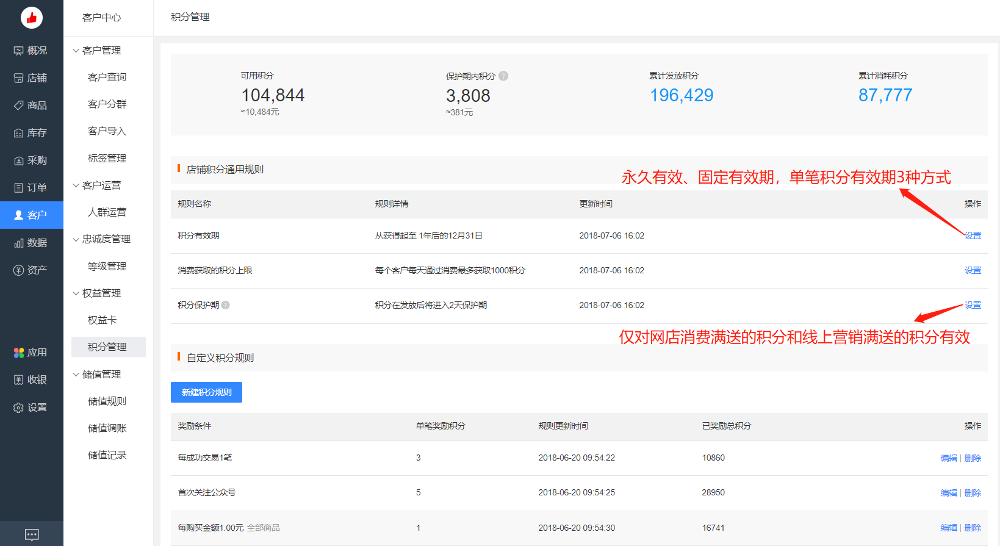 概况
店铺
商品
库存
采购
订单
客户
数据
资产
应用
收银
设置
客户中心
客户管理
客户查询
客户分群
客户导入
标签管理
客户运营
人群运营
忠诚度管理
等级管理
权益管理
权益卡
积分管理
储值管理
储值规则
储值调账
储值记录
积分管理
可用积分 保护期内积分 ? 累计发放积分 累计消耗积分
104,844 3,808 196,429 87,777
≈10,484元 ≈381元
店铺积分通用规则
永久有效、固定有效期，单笔积分有效期3种方式
规则名称 规则详情 更新时间 操作
积分有效期 从获得起至 1年后的12月31日 2018-07-06 16:02 设置
消费获取的积分上限 每个客户每天通过消费最多获取1000积分 2018-07-06 16:02 设置
积分保护期 ? 积分在发放后将进入2天保护期 2018-07-06 16:02 设置
仅对网店消费满送的积分和线上营销满送的积分有效
自定义积分规则
新建积分规则
奖励条件 单笔奖励积分 规则更新时间 已奖励总积分 操作
每成功交易1笔 3 2018-06-20 09:54:22 10860 编辑 | 删除
首次关注公众号 5 2018-06-20 09:54:25 28950 编辑 | 删除
每购买金额1.00元 全部商品 1 2018-06-20 09:54:30 16741 编辑 | 删除